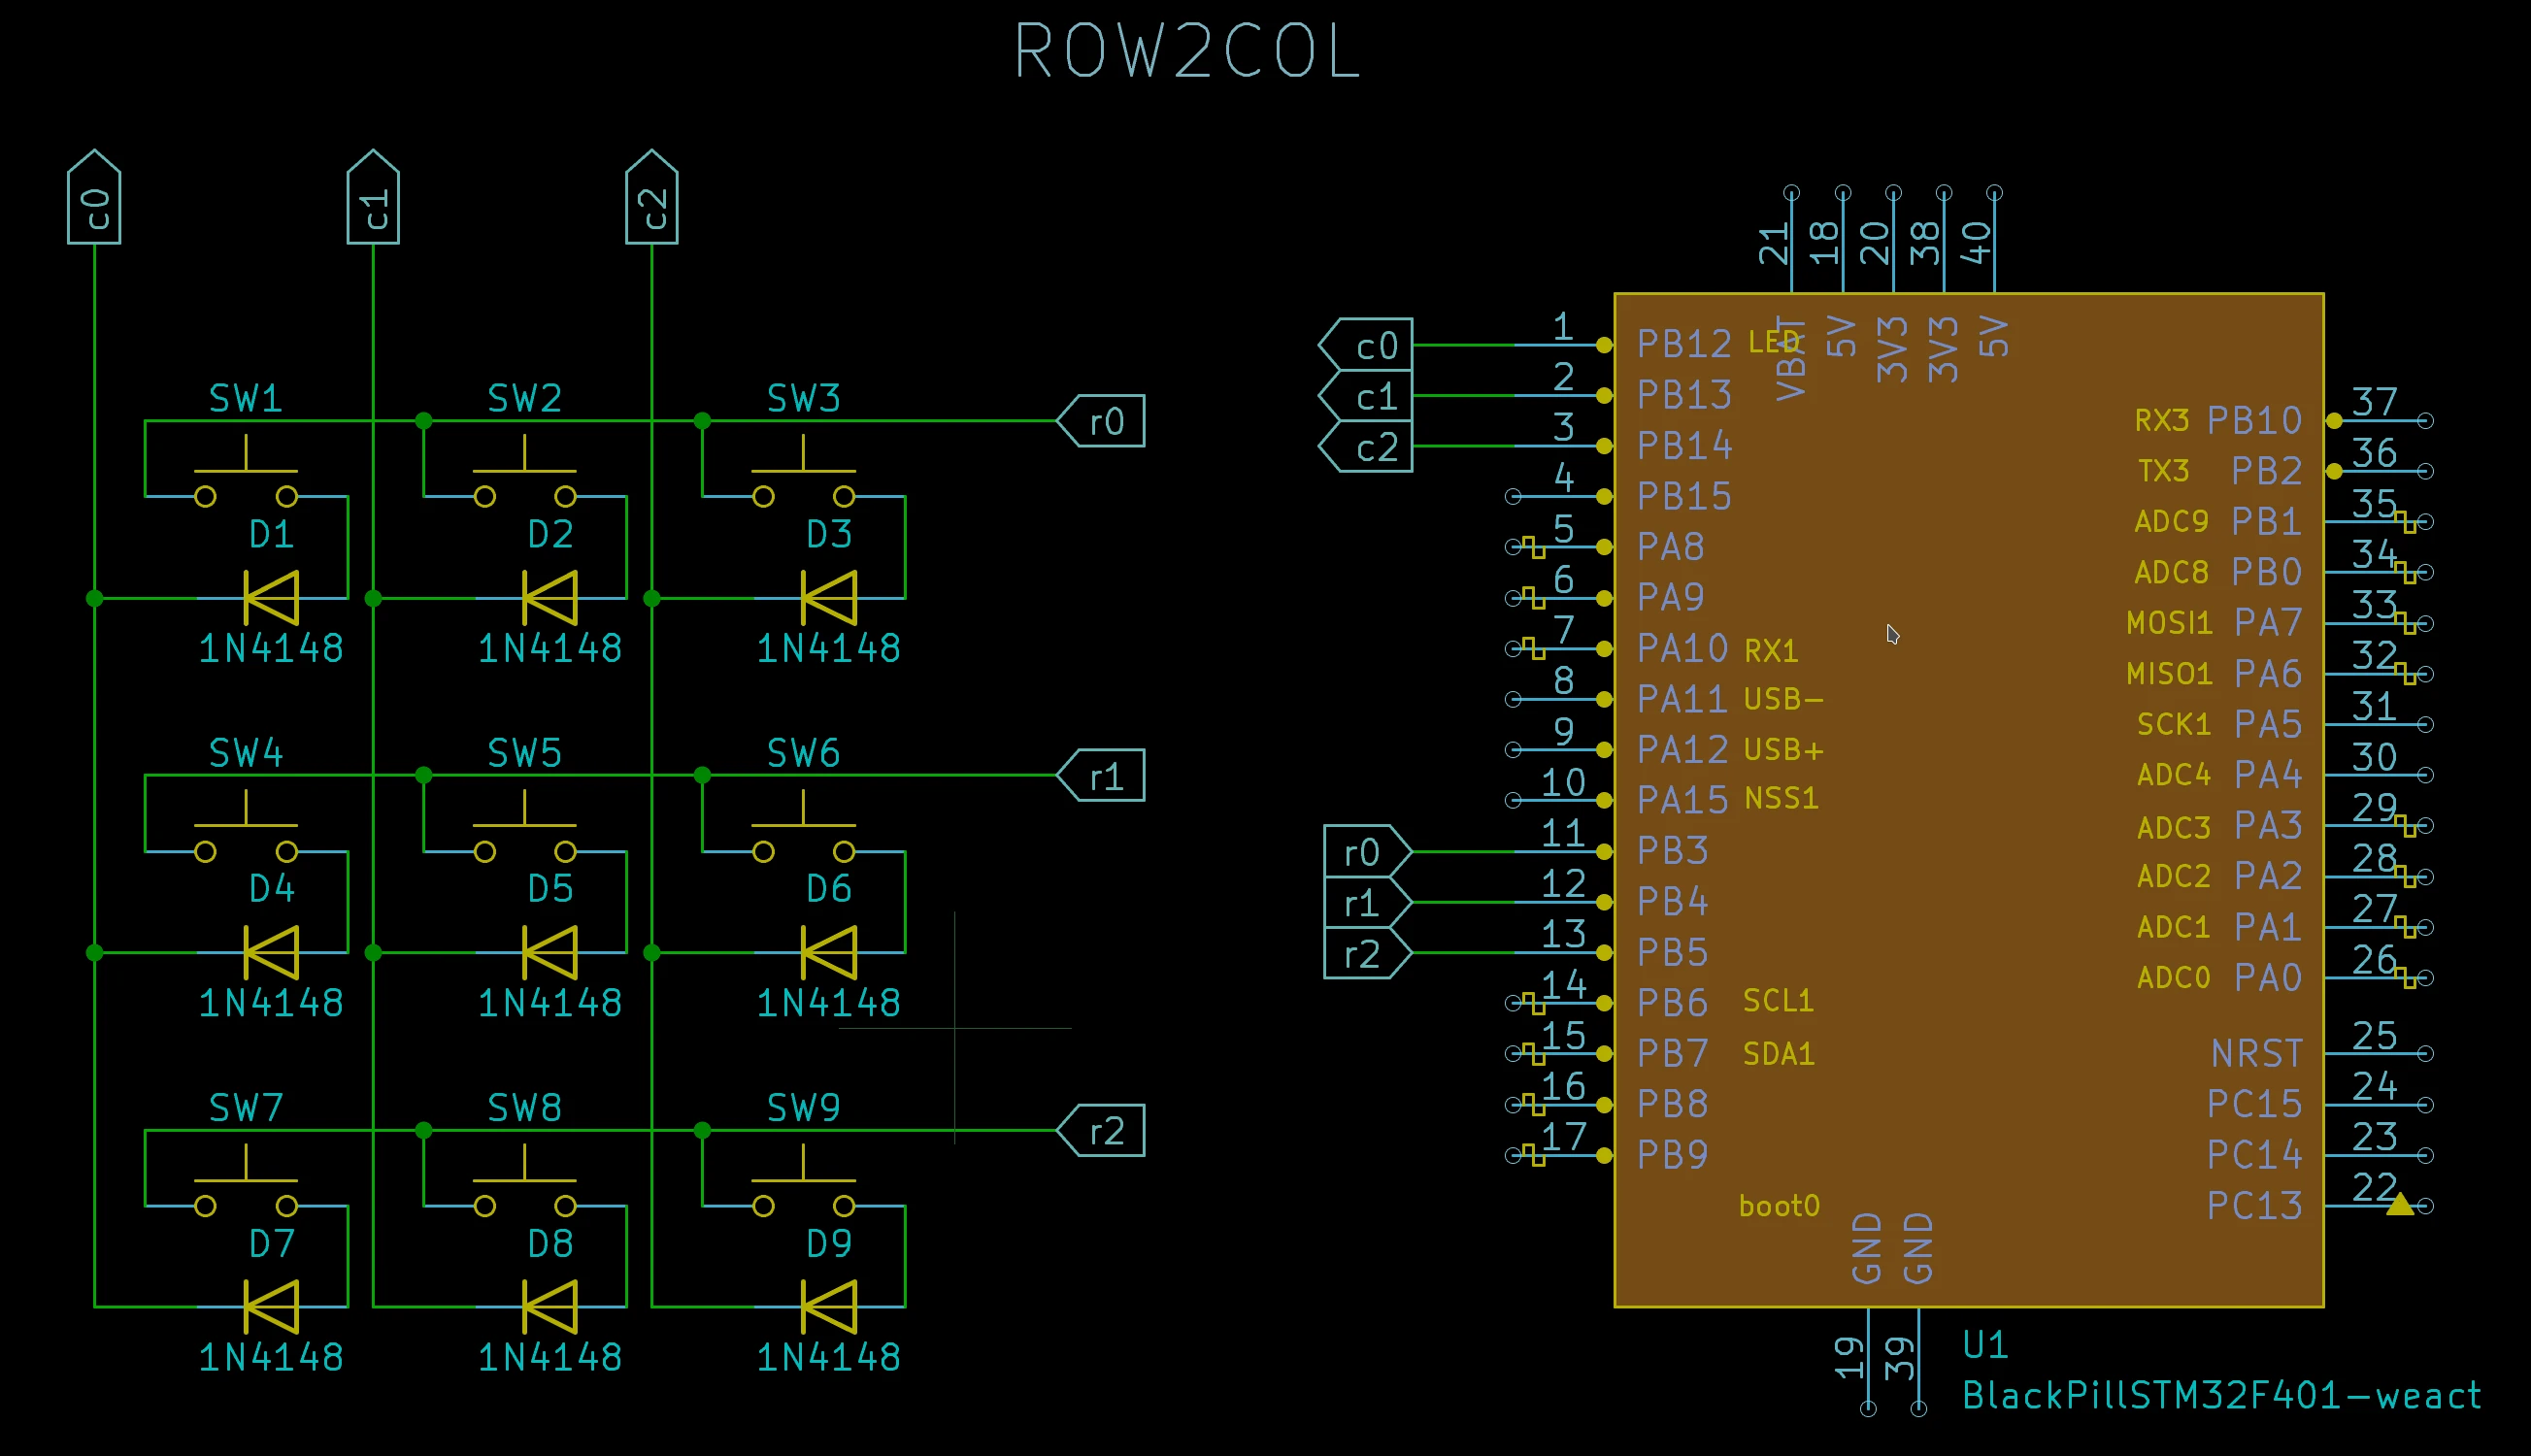 ROW2COL
c0
c1
c2
SW1 SW2 SW3
r0
D1 D2 D3
1N4148 1N4148 1N4148
SW4 SW5 SW6
r1
D4 D5 D6
1N4148 1N4148 1N4148
SW7 SW8 SW9
r2
D7 D8 D9
1N4148 1N4148 1N4148
21 18 20 38 40
VBAT 5V 3V3 3V3 5V
c0 1 PB12 LED
c1 2 PB13
c2 3 PB14
4 PB15
5 PA8
6 PA9
7 PA10 RX1
8 PA11 USB-
9 PA12 USB+
10 PA15 NSS1
r0 11 PB3
r1 12 PB4
r2 13 PB5
14 PB6 SCL1
15 PB7 SDA1
16 PB8
17 PB9
boot0
RX3 PB10 37
TX3 PB2 36
ADC9 PB1 35
ADC8 PB0 34
MOSI1 PA7 33
MISO1 PA6 32
SCK1 PA5 31
ADC4 PA4 30
ADC3 PA3 29
ADC2 PA2 28
ADC1 PA1 27
ADC0 PA0 26
NRST 25
PC15 24
PC14 23
PC13 22
GND GND
19 39
U1
BlackPillSTM32F401-weact